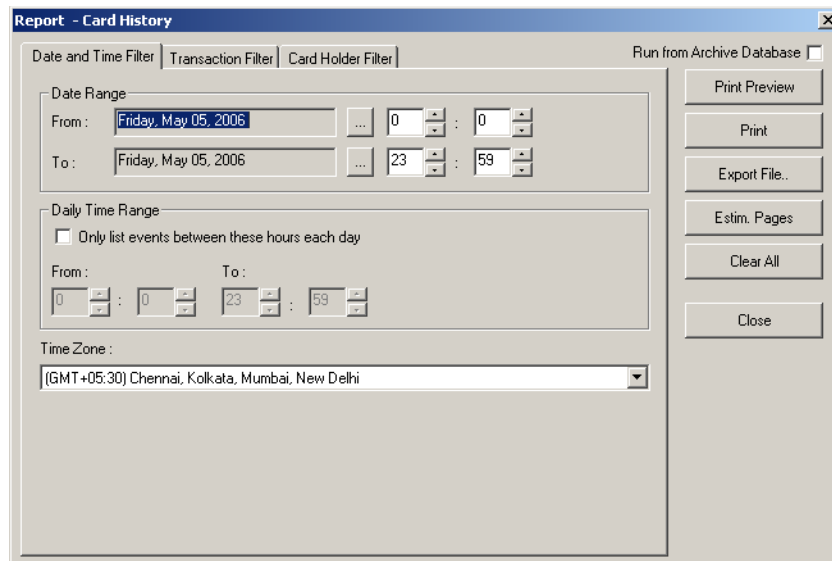 Report - Card History
Date and Time Filter Transaction Filter Card Holder Filter Run from Archive Database
Date Range
From : Friday, May 05, 2006 ... 0 : 0
To : Friday, May 05, 2006 ... 23 : 59
Daily Time Range
Only list events between these hours each day
From : To :
0 : 0 23 : 59
Time Zone :
(GMT+05:30) Chennai, Kolkata, Mumbai, New Delhi
Print Preview
Print
Export File..
Estim. Pages
Clear All
Close